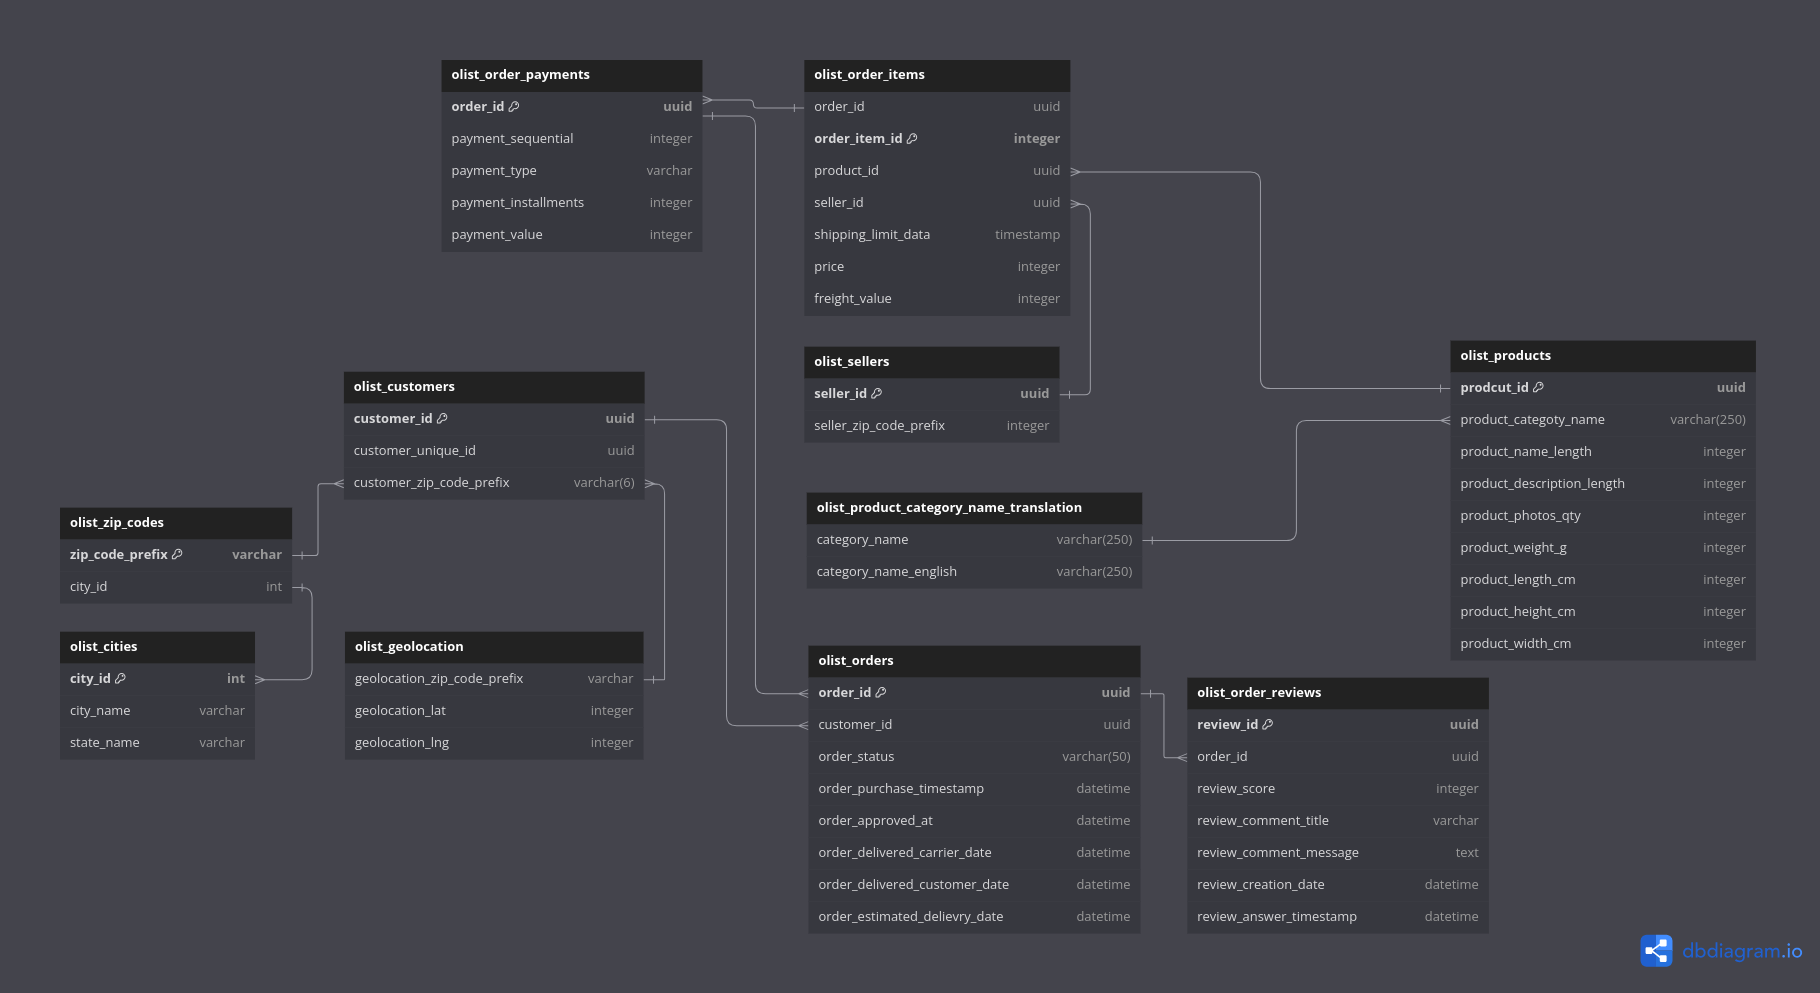 olist_order_payments
order_id uuid
payment_sequential integer
payment_type varchar
payment_installments integer
payment_value integer
olist_order_items
order_id uuid
order_item_id integer
product_id uuid
seller_id uuid
shipping_limit_data timestamp
price integer
freight_value integer
olist_sellers
seller_id uuid
seller_zip_code_prefix integer
olist_products
prodcut_id uuid
product_categoty_name varchar(250)
product_name_length integer
product_description_length integer
product_photos_qty integer
product_weight_g integer
product_length_cm integer
product_height_cm integer
product_width_cm integer
olist_customers
customer_id uuid
customer_unique_id uuid
customer_zip_code_prefix varchar(6)
olist_zip_codes
zip_code_prefix varchar
city_id int
olist_product_category_name_translation
category_name varchar(250)
category_name_english varchar(250)
olist_cities
city_id int
city_name varchar
state_name varchar
olist_geolocation
geolocation_zip_code_prefix varchar
geolocation_lat integer
geolocation_lng integer
olist_orders
order_id uuid
customer_id uuid
order_status varchar(50)
order_purchase_timestamp datetime
order_approved_at datetime
order_delivered_carrier_date datetime
order_delivered_customer_date datetime
order_estimated_delievry_date datetime
olist_order_reviews
review_id uuid
order_id uuid
review_score integer
review_comment_title varchar
review_comment_message text
review_creation_date datetime
review_answer_timestamp datetime
dbdiagram.io